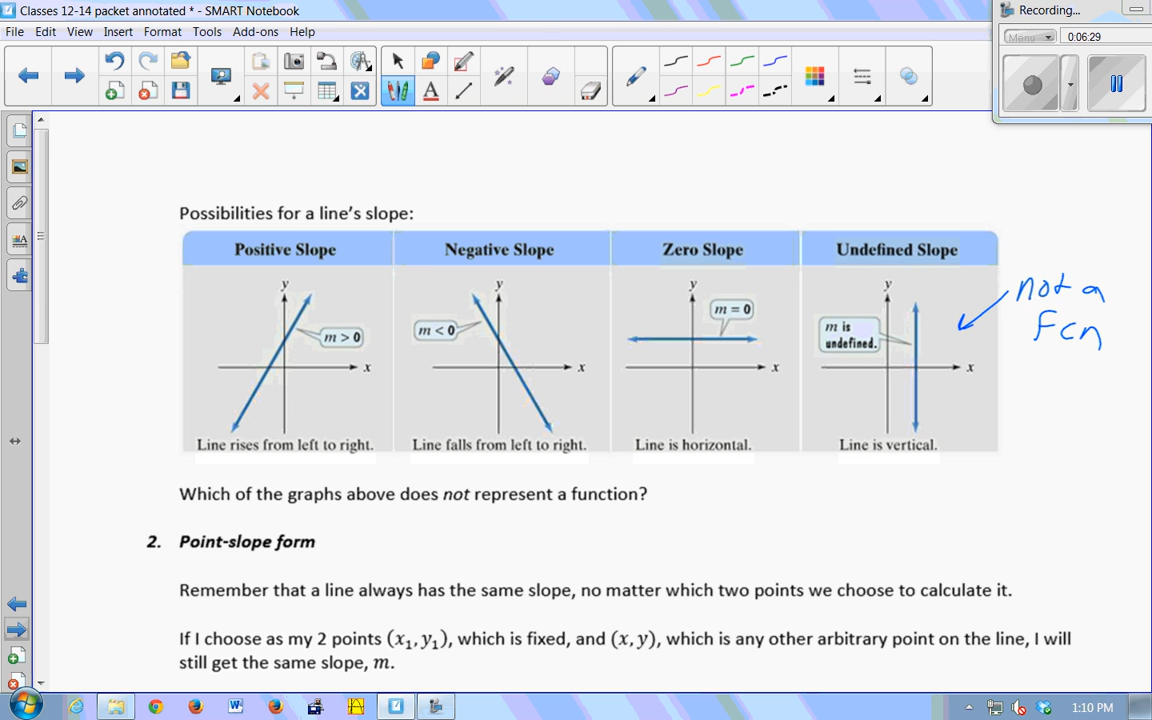 Classes 12-14 packet annotated * - SMART Notebook
Recording...
File Edit View Insert Format Tools Add-ons Help
Menu
0:06:29
Possibilities for a line's slope:
Positive Slope Negative Slope Zero Slope Undefined Slope
y y y y
m > 0
m < 0
m = 0
m is
undefined.
x x x x
not a
Fcn
Line rises from left to right. Line falls from left to right. Line is horizontal. Line is vertical.
Which of the graphs above does not represent a function?
2. Point-slope form
Remember that a line always has the same slope, no matter which two points we choose to calculate it.
If I choose as my 2 points (x₁, y₁), which is fixed, and (x, y), which is any other arbitrary point on the line, I will
still get the same slope, m.
1:10 PM